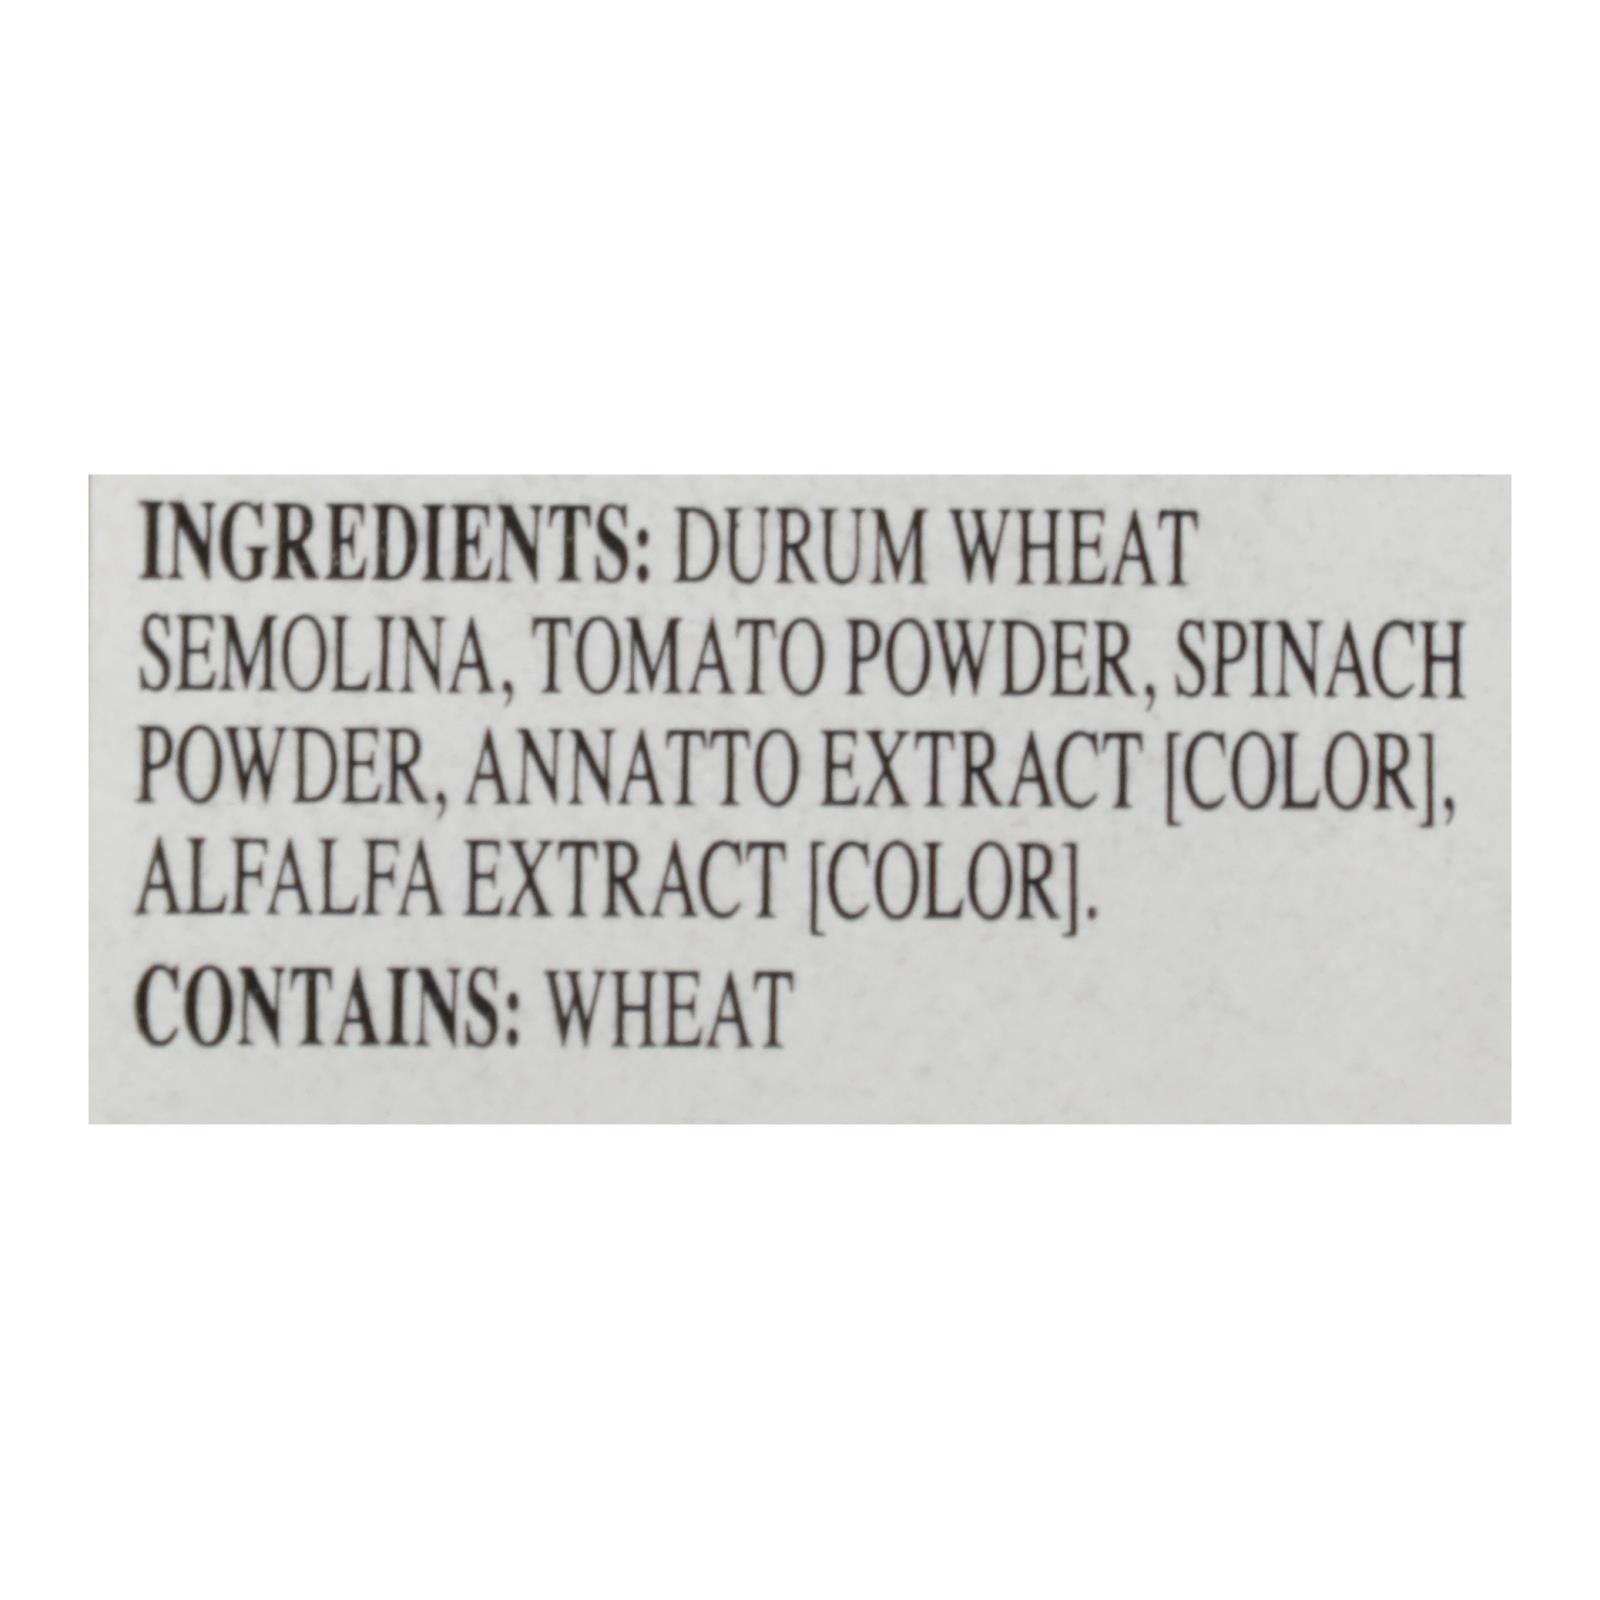 INGREDIENTS: DURUM WHEAT
SEMOLINA, TOMATO POWDER, SPINACH
POWDER, ANNATTO EXTRACT [COLOR],
ALFALFA EXTRACT [COLOR].
CONTAINS: WHEAT